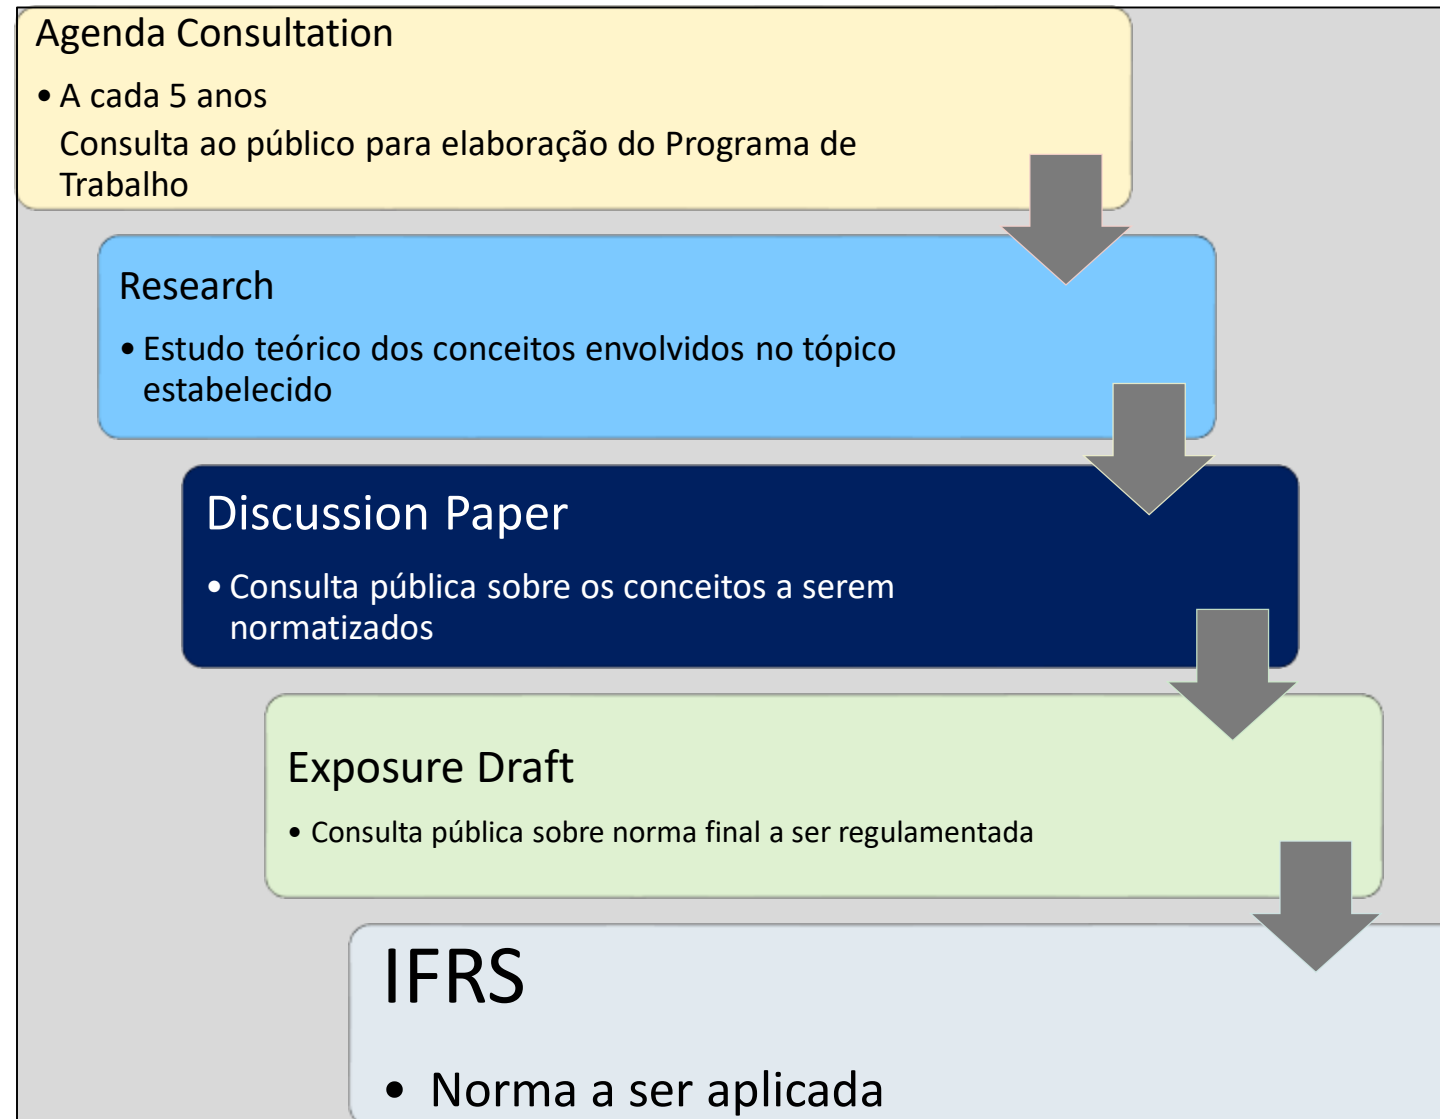 Agenda Consultation
• A cada 5 anos
Consulta ao público para elaboração do Programa de
Trabalho
Research
• Estudo teórico dos conceitos envolvidos no tópico
estabelecido
Discussion Paper
• Consulta pública sobre os conceitos a serem
normatizados
Exposure Draft
• Consulta pública sobre norma final a ser regulamentada
IFRS
• Norma a ser aplicada